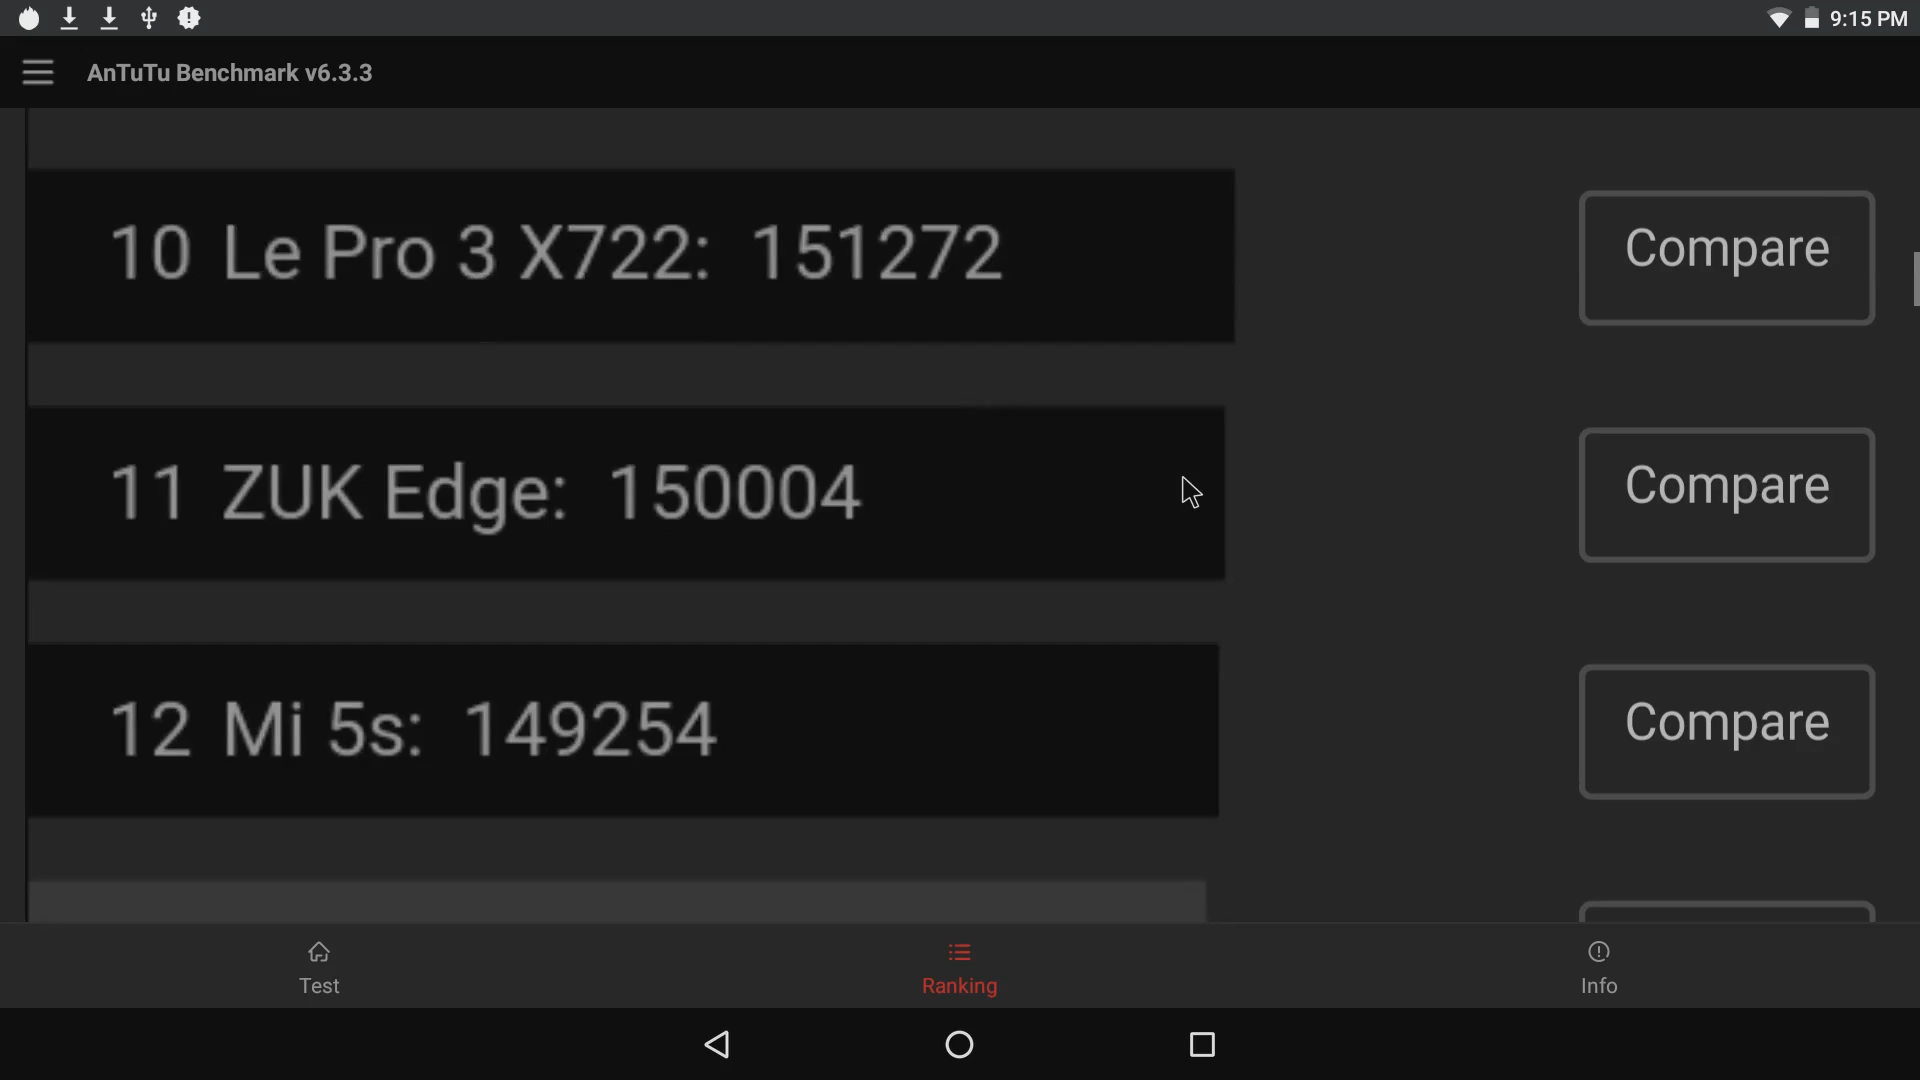 9:15 PM
AnTuTu Benchmark v6.3.3
10 Le Pro 3 X722: 151272
Compare
11 ZUK Edge: 150004
Compare
12 Mi 5s: 149254
Compare
Test
Ranking
Info